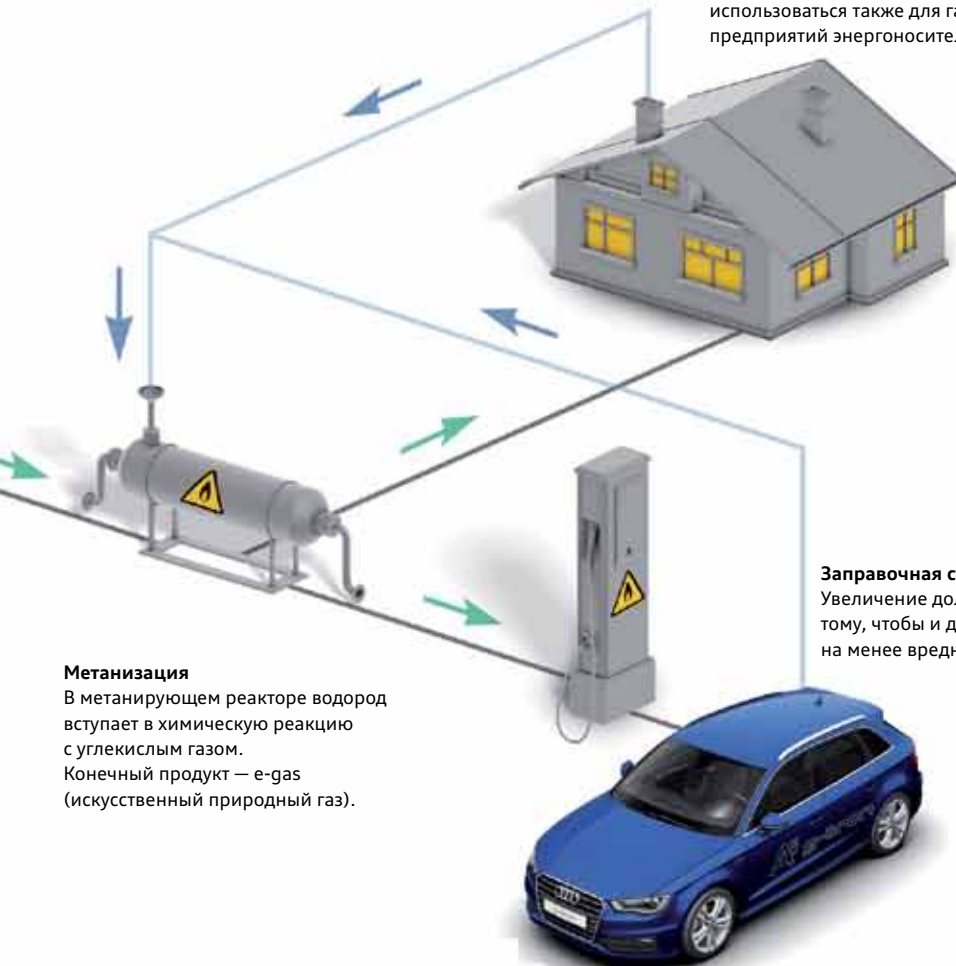 использоваться также для га
предприятий энергоносител
Заправочная с
Увеличение дол
тому, чтобы и д
на менее вредн
Метанизация
В метанирующем реакторе водород
вступает в химическую реакцию
с углекислым газом.
Конечный продукт — e-gas
(искусственный природный газ).